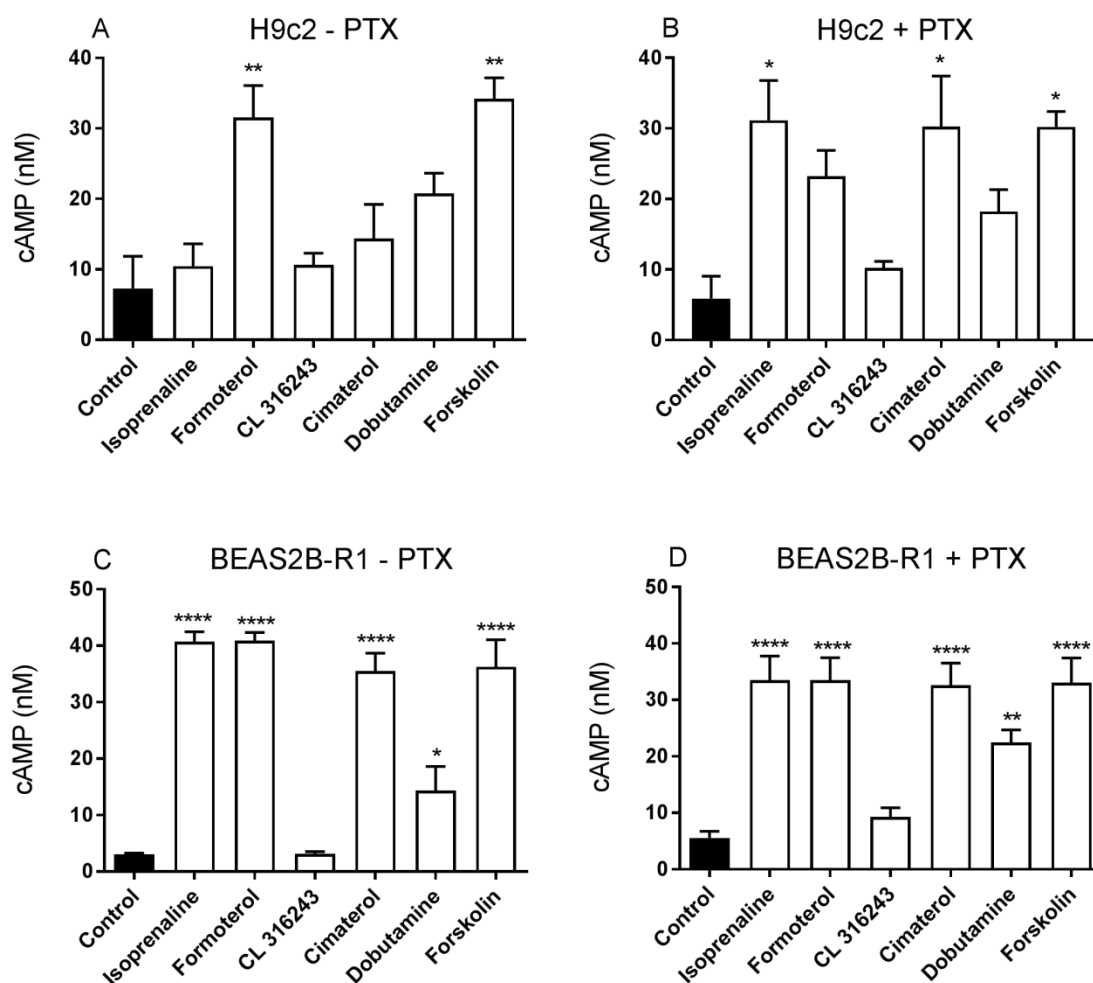 A
H9c2 - PTX
cAMP (nM)
40
30
20
10
0
**
**
Control
Isoprenaline
Formoterol
CL 316243
Cimaterol
Dobutamine
Forskolin
B
H9c2 + PTX
cAMP (nM)
40
30
20
10
0
*
*
*
Control
Isoprenaline
Formoterol
CL 316243
Cimaterol
Dobutamine
Forskolin
C
BEAS2B-R1 - PTX
cAMP (nM)
50
40
30
20
10
0
****
****
****
*
****
Control
Isoprenaline
Formoterol
CL 316243
Cimaterol
Dobutamine
Forskolin
D
BEAS2B-R1 + PTX
cAMP (nM)
50
40
30
20
10
0
****
****
****
**
****
Control
Isoprenaline
Formoterol
CL 316243
Cimaterol
Dobutamine
Forskolin